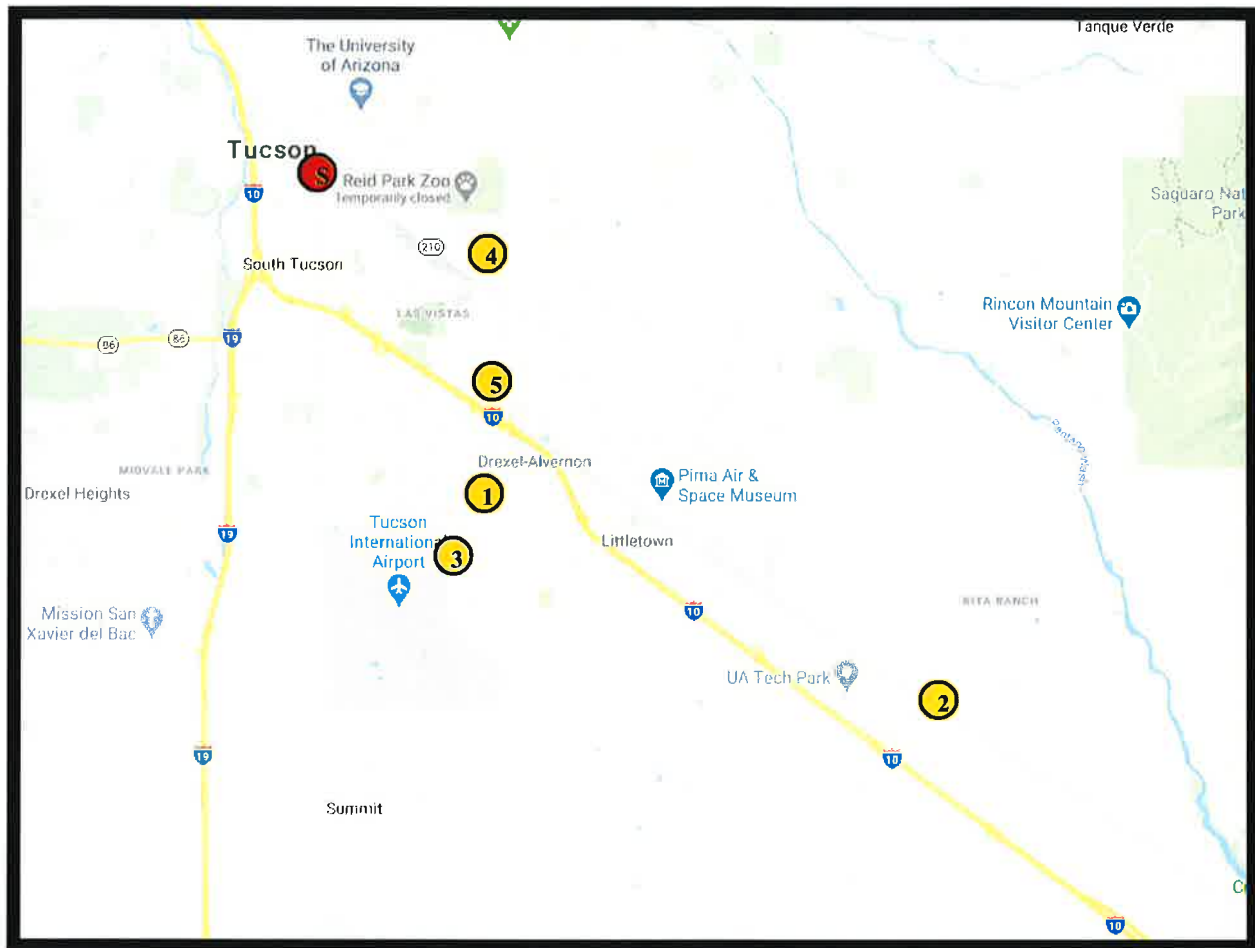 Tanque Verde
The University
of Arizona
Tucson
S
10
Reid Park Zoo
Temporarily closed
Saguaro Nat
Park
210
4
South Tucson
Rincon Mountain
Visitor Center
LAS VISTAS
86
86
19
5
10
Pantano Wash
Drexel-Alvernon
MIDVALE PARK
Pima Air &
Space Museum
Drexel Heights
1
19
Tucson
International
Airport
3
Littletown
10
RITA RANCH
Mission San
Xavier del Bac
UA Tech Park
2
19
10
Summit
10